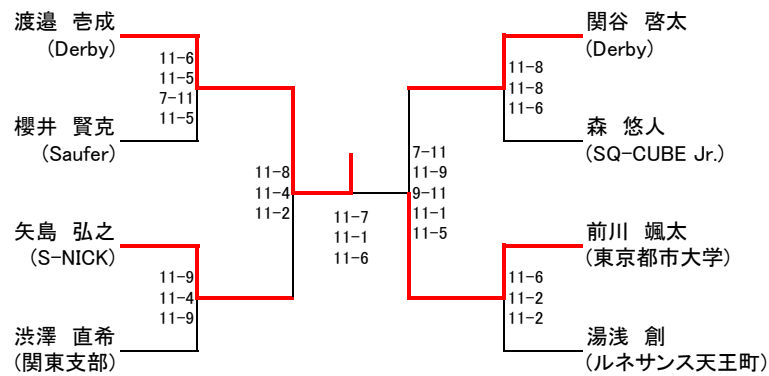 渡邉 壱成
(Derby)
11-6
11-5
7-11
11-5
櫻井 賢克
(Saufer)
11-8
11-4
11-2
矢島 弘之
(S-NICK)
11-9
11-4
11-9
渋澤 直希
(関東支部)
11-7
11-1
11-6
関谷 啓太
(Derby)
11-8
11-8
11-6
森 悠人
(SQ-CUBE Jr.)
7-11
11-9
9-11
11-1
11-5
前川 颯太
(東京都市大学)
11-6
11-2
11-2
湯浅 創
(ルネサンス天王町)